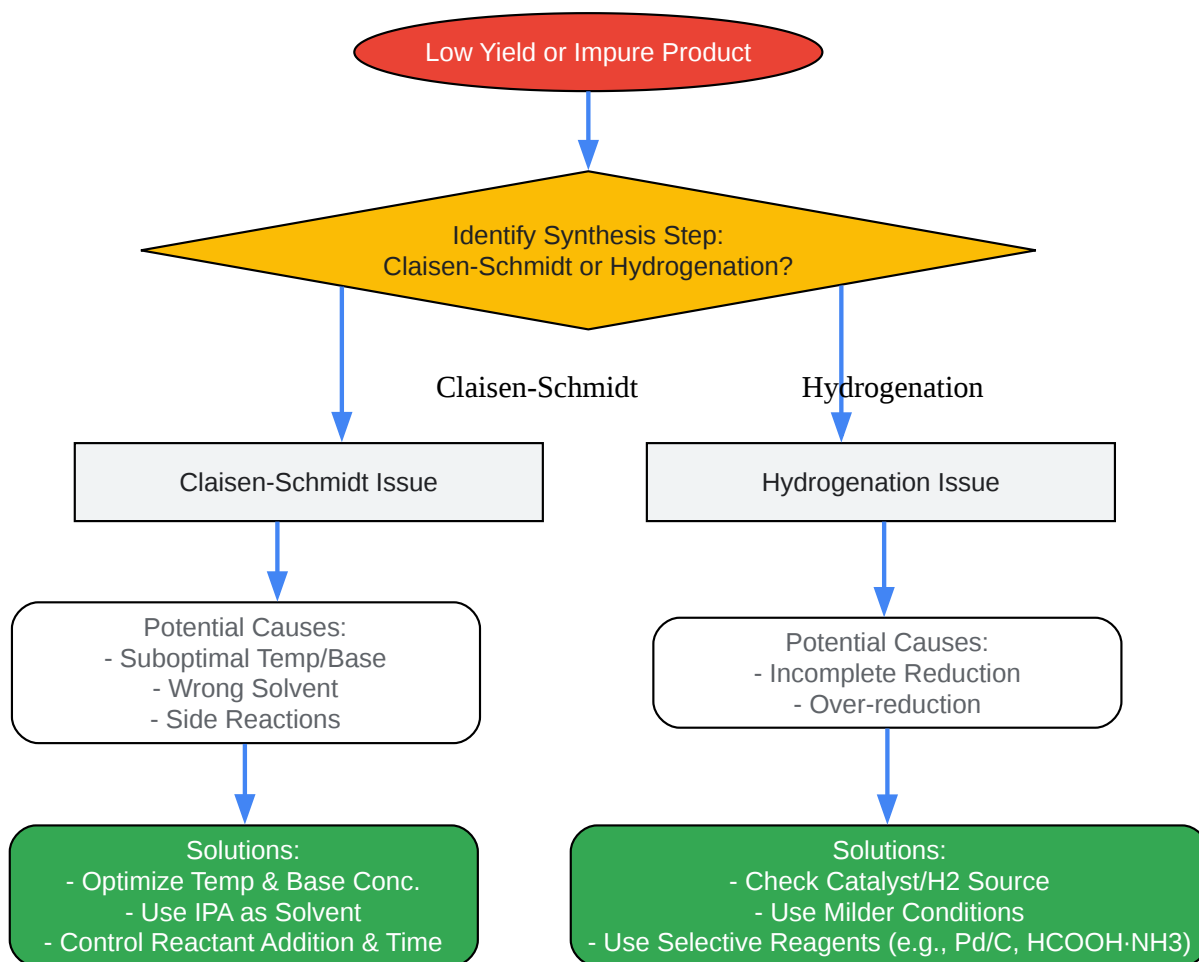 Low Yield or Impure Product
Identify Synthesis Step:
Claisen-Schmidt or Hydrogenation?
Claisen-Schmidt
Hydrogenation
Claisen-Schmidt Issue
Hydrogenation Issue
Potential Causes:
- Suboptimal Temp/Base
- Wrong Solvent
- Side Reactions
Potential Causes:
- Incomplete Reduction
- Over-reduction
Solutions:
- Optimize Temp & Base Conc.
- Use IPA as Solvent
- Control Reactant Addition & Time
Solutions:
- Check Catalyst/H2 Source
- Use Milder Conditions
- Use Selective Reagents (e.g., Pd/C, HCOOH·NH3)